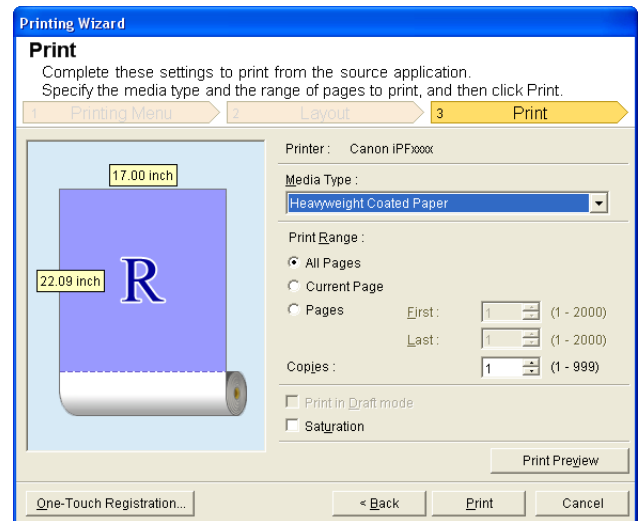 Printing Wizard
Print
Complete these settings to print from the source application.
Specify the media type and the range of pages to print, and then click Print.
1 Printing Menu 2 Layout 3 Print
Printer : Canon iPFxxxx
17.00 inch
Media Type :
Heavyweight Coated Paper
Print Range :
All Pages
22.09 inch
R
Current Page
Pages First : 1 (1 - 2000)
Last : 1 (1 - 2000)
Copies : 1 (1 - 999)
Print in Draft mode
Saturation
Print Preview
One-Touch Registration... < Back Print Cancel